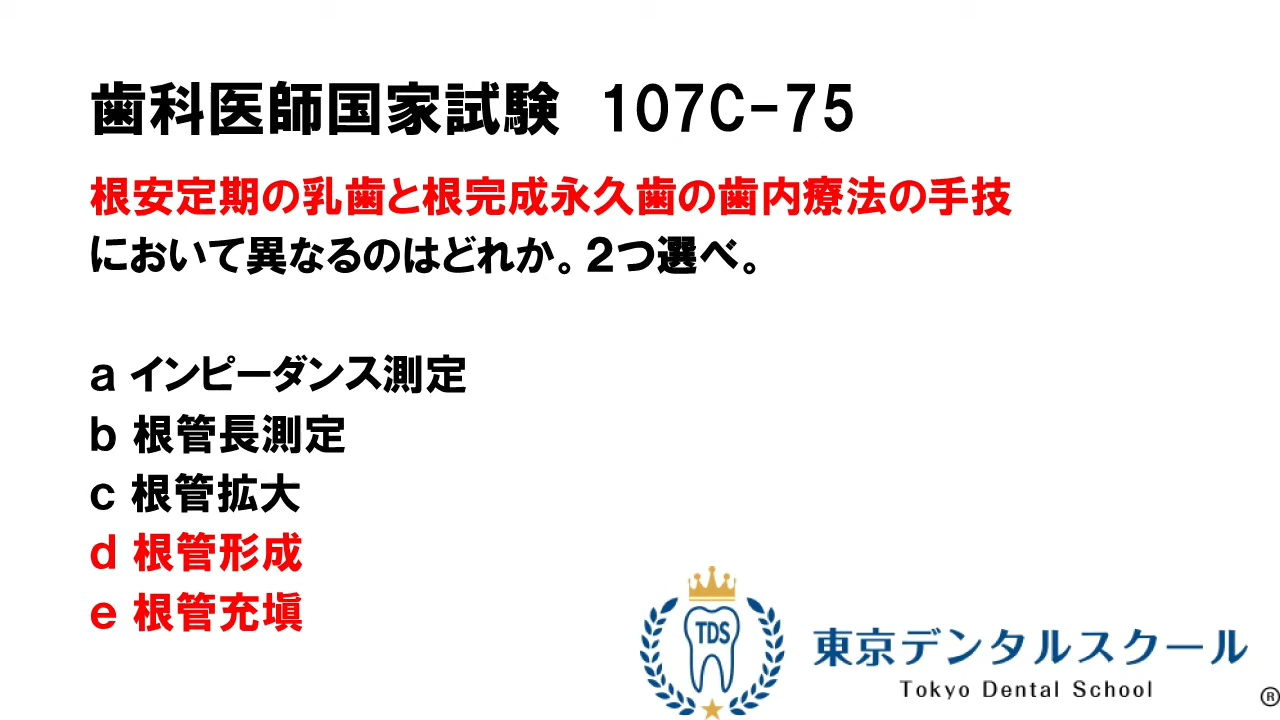 歯科医師国家試験 107C-75
根安定期の乳歯と根完成永久歯の歯内療法の手技
において異なるのはどれか。2つ選べ。
a インピーダンス測定
b 根管長測定
c 根管拡大
d 根管形成
e 根管充塡
TDS
東京デンタルスクール
Tokyo Dental School
®